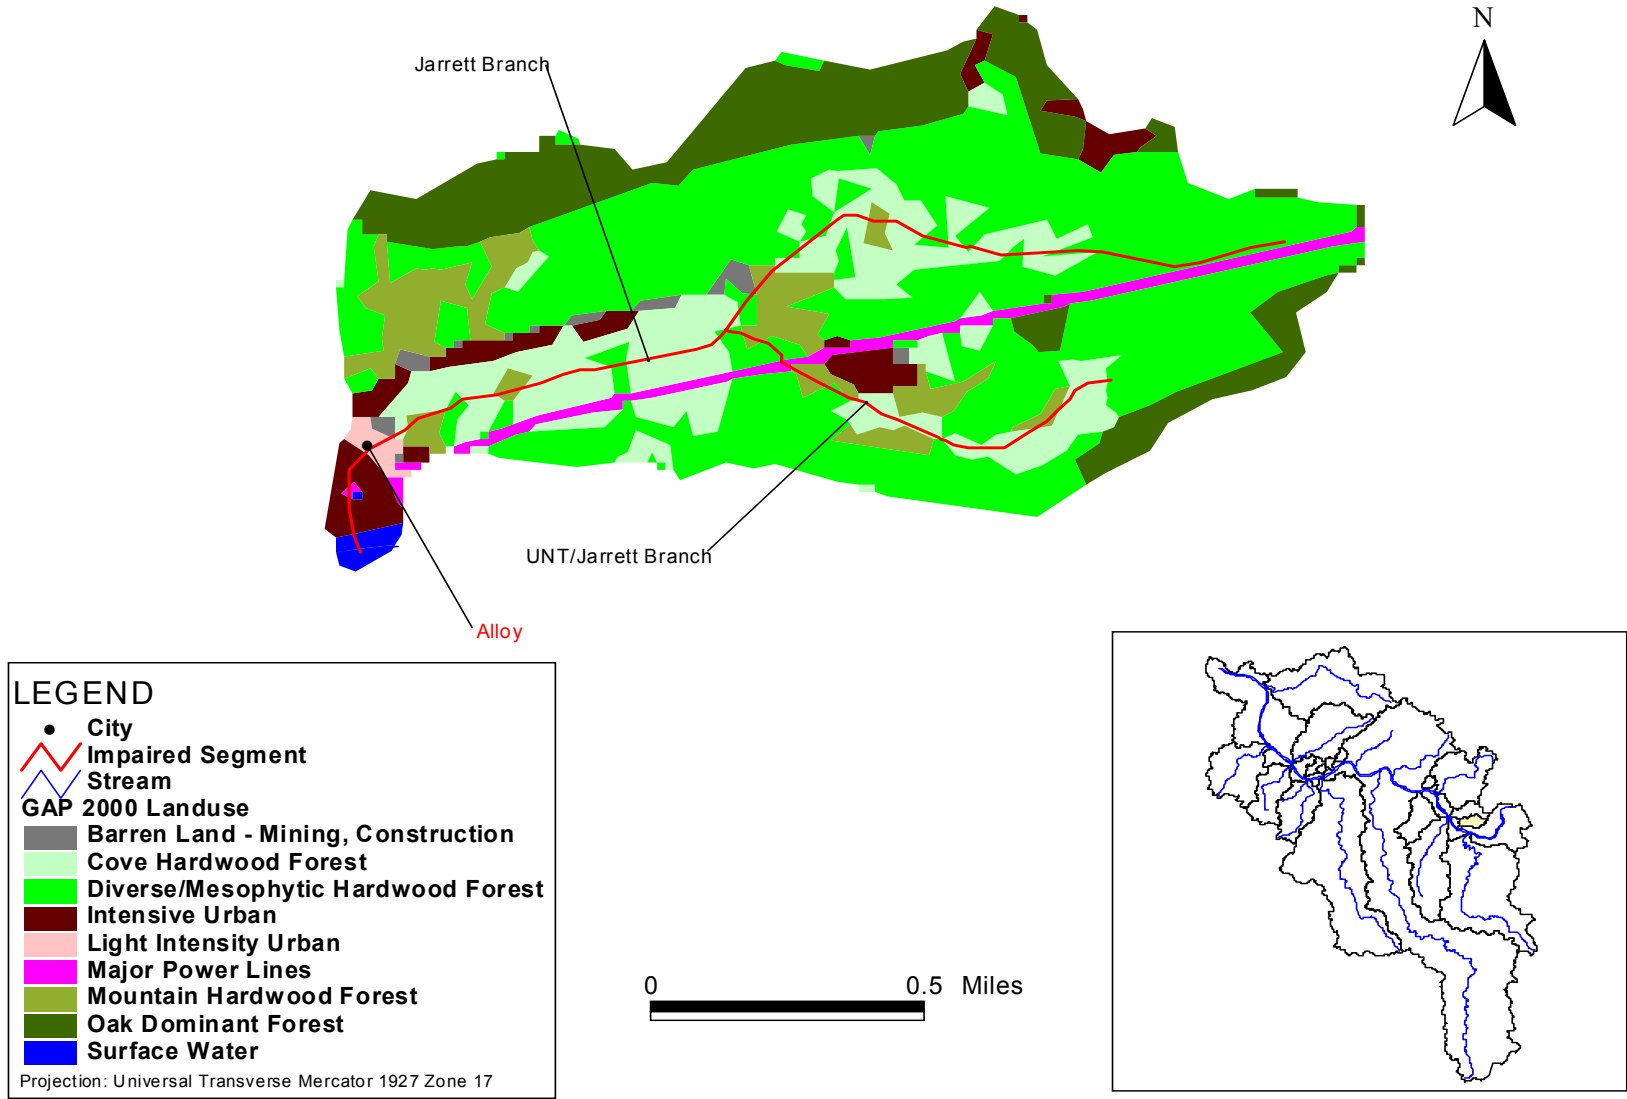 N
Jarrett Branch
UNT/Jarrett Branch
Alloy
LEGEND
City
Impaired Segment
Stream
GAP 2000 Landuse
Barren Land - Mining, Construction
Cove Hardwood Forest
Diverse/Mesophytic Hardwood Forest
Intensive Urban
Light Intensity Urban
Major Power Lines
Mountain Hardwood Forest
Oak Dominant Forest
Surface Water
Projection: Universal Transverse Mercator 1927 Zone 17
0 0.5 Miles